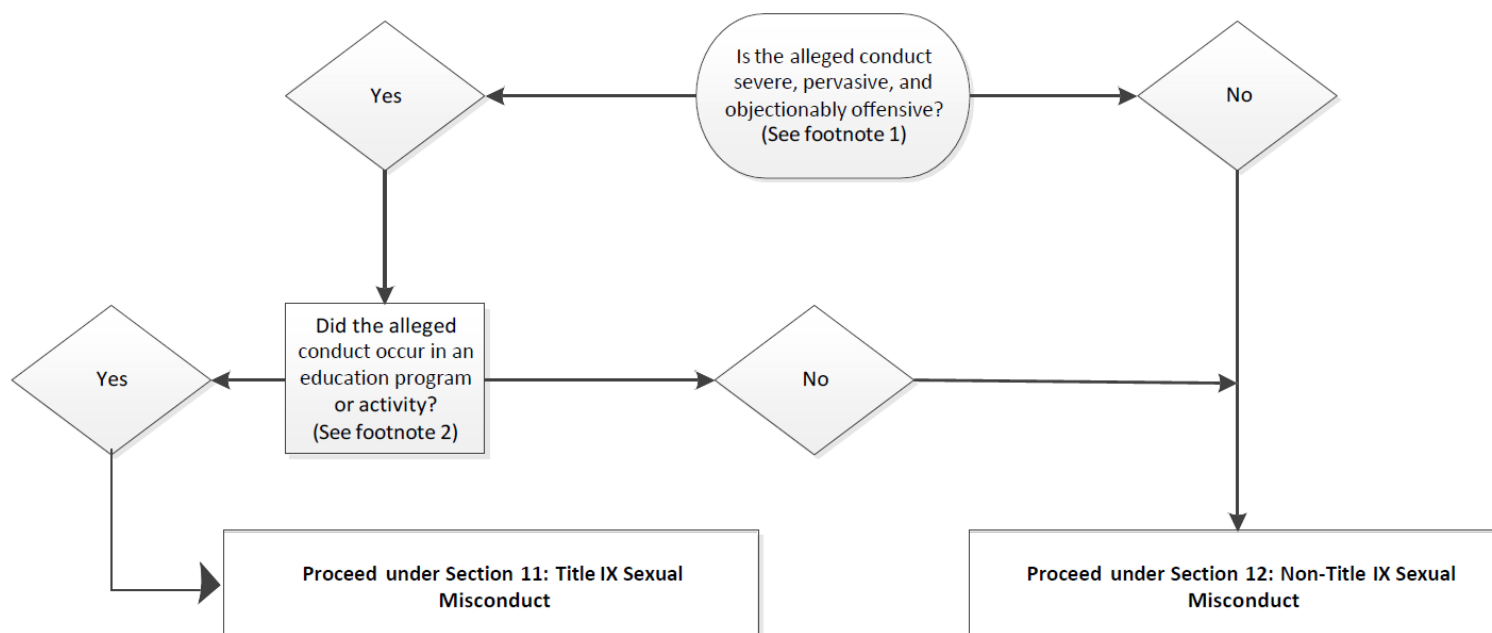 Is the alleged conduct
severe, pervasive, and
objectionably offensive?
(See footnote 1)
Yes
No
Did the alleged
conduct occur in an
education program
or activity?
(See footnote 2)
Yes
No
Proceed under Section 11: Title IX Sexual
Misconduct
Proceed under Section 12: Non-Title IX Sexual
Misconduct